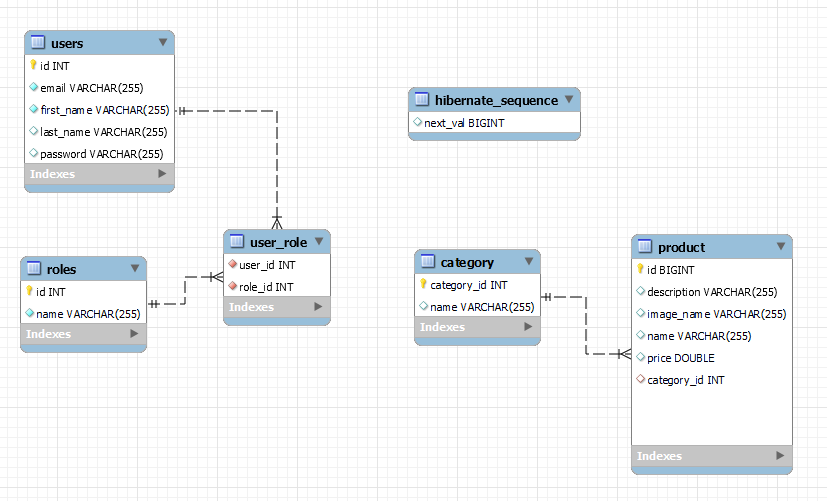 users
id INT
email VARCHAR(255)
first_name VARCHAR(255)
last_name VARCHAR(255)
password VARCHAR(255)
Indexes
hibernate_sequence
next_val BIGINT
user_role
user_id INT
role_id INT
Indexes
roles
id INT
name VARCHAR(255)
Indexes
category
category_id INT
name VARCHAR(255)
Indexes
product
id BIGINT
description VARCHAR(255)
image_name VARCHAR(255)
name VARCHAR(255)
price DOUBLE
category_id INT
Indexes